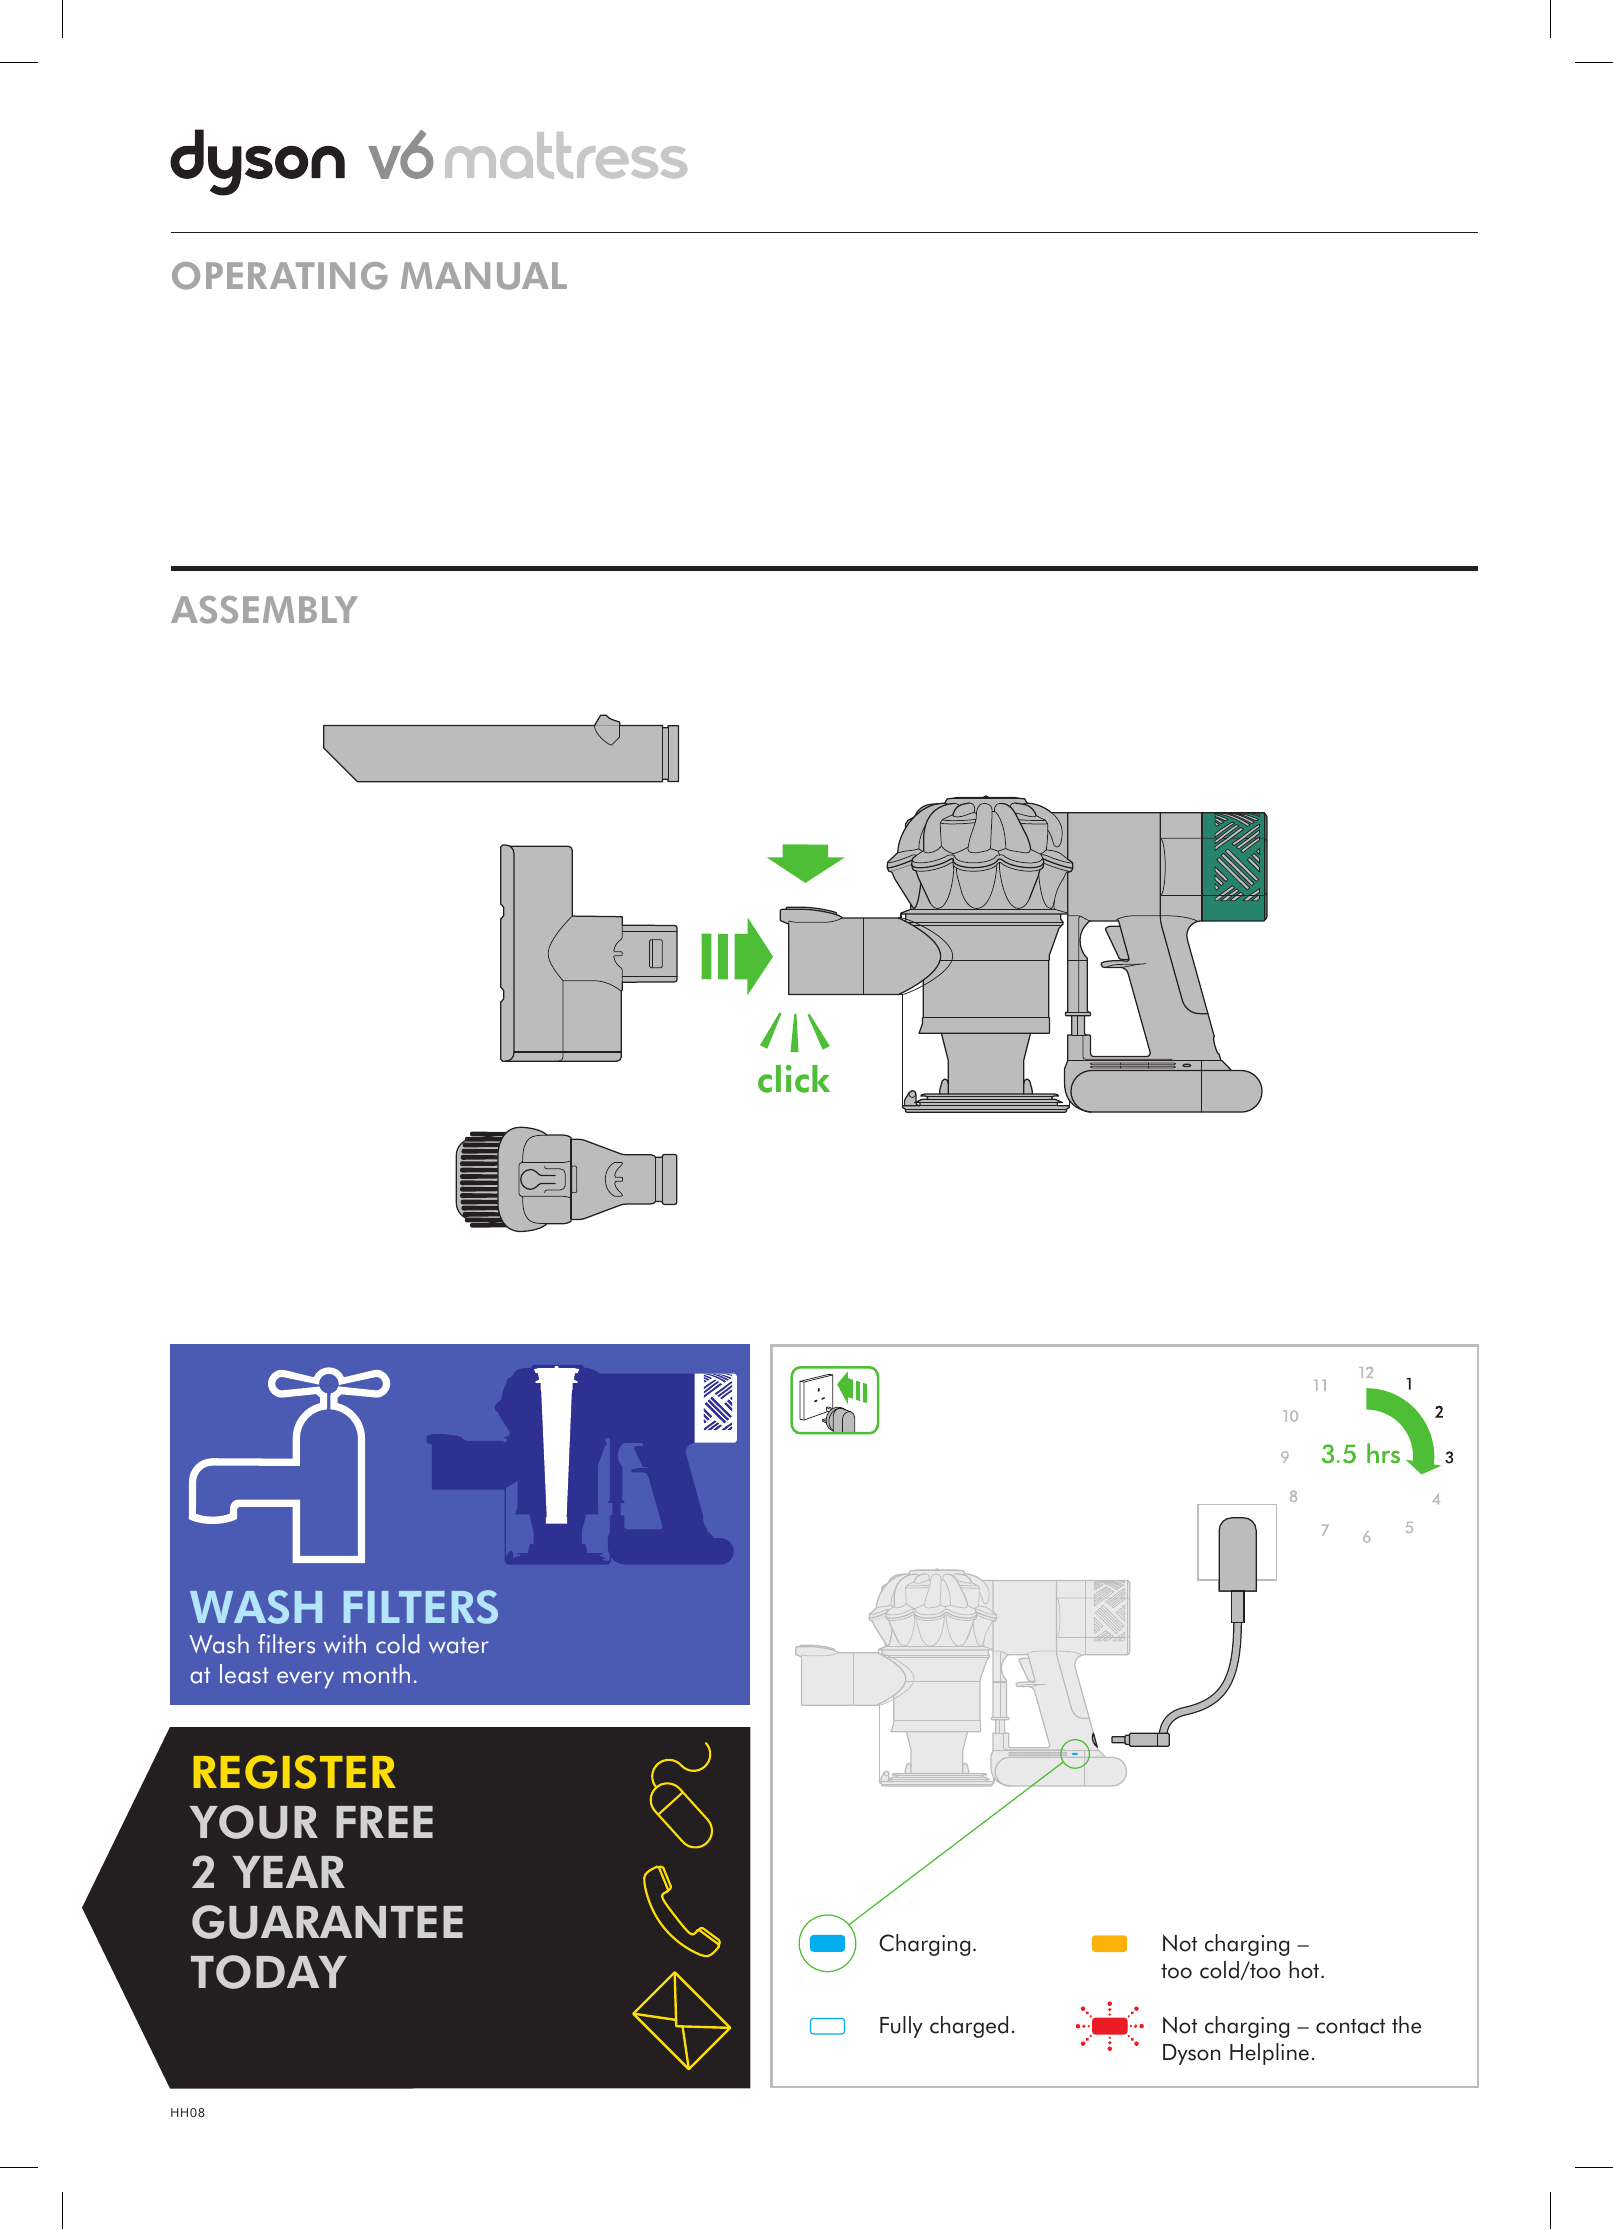 dyson v6 mattress
OPERATING MANUAL
ASSEMBLY
click
WASH FILTERS
Wash filters with cold water
at least every month.
REGISTER
YOUR FREE
2 YEAR
GUARANTEE
TODAY
12
1
2
3
4
5
6
7
8
9
10
11
3.5 hrs
Charging.
Not charging –
too cold/too hot.
Fully charged.
Not charging – contact the
Dyson Helpline.
HH08